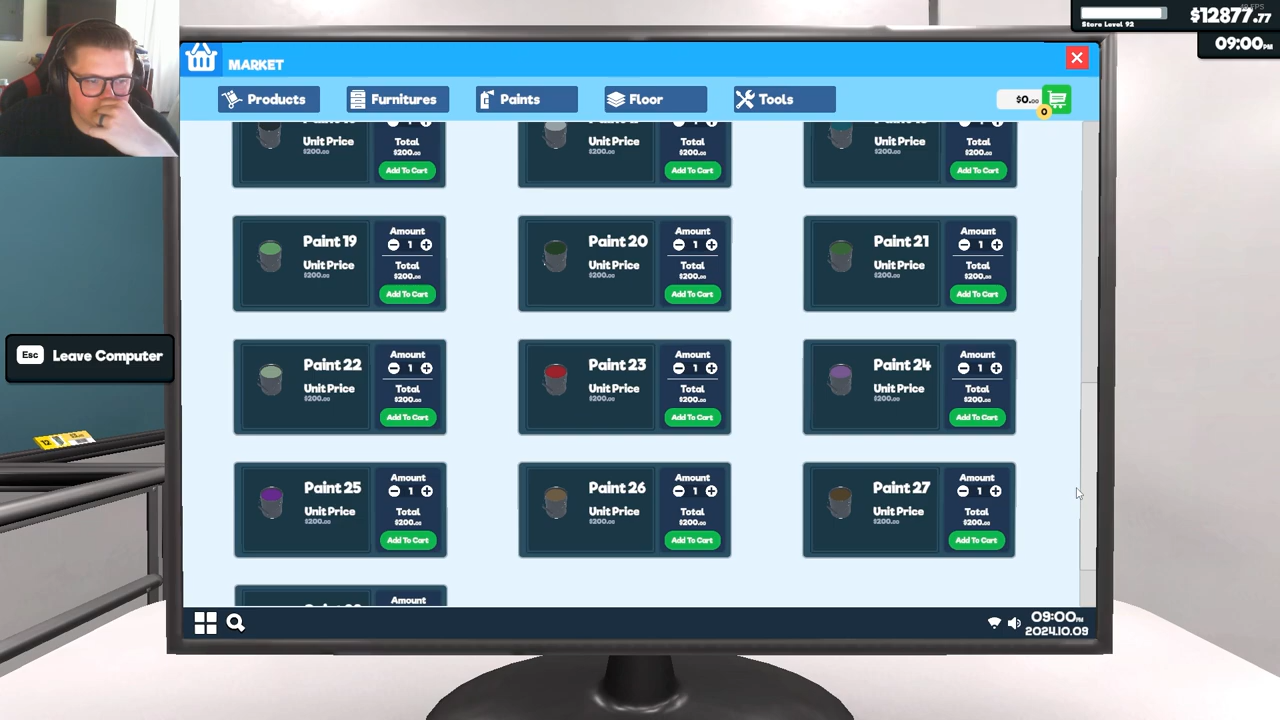 Store Level 92
$12877.77
09:00PM
MARKET
Products
Furnitures
Paints
Floor
Tools
$0.00
0
Unit Price
$200.00
Total
$200.00
Add To Cart
Unit Price
$200.00
Total
$200.00
Add To Cart
Unit Price
$200.00
Total
$200.00
Add To Cart
Paint 19
Unit Price
$200.00
Amount
1
Total
$200.00
Add To Cart
Paint 20
Unit Price
$200.00
Amount
1
Total
$200.00
Add To Cart
Paint 21
Unit Price
$200.00
Amount
1
Total
$200.00
Add To Cart
Paint 22
Unit Price
$200.00
Amount
1
Total
$200.00
Add To Cart
Paint 23
Unit Price
$200.00
Amount
1
Total
$200.00
Add To Cart
Paint 24
Unit Price
$200.00
Amount
1
Total
$200.00
Add To Cart
Paint 25
Unit Price
$200.00
Amount
1
Total
$200.00
Add To Cart
Paint 26
Unit Price
$200.00
Amount
1
Total
$200.00
Add To Cart
Paint 27
Unit Price
$200.00
Amount
1
Total
$200.00
Add To Cart
Amount
Esc
Leave Computer
09:00PM
2024.10.09